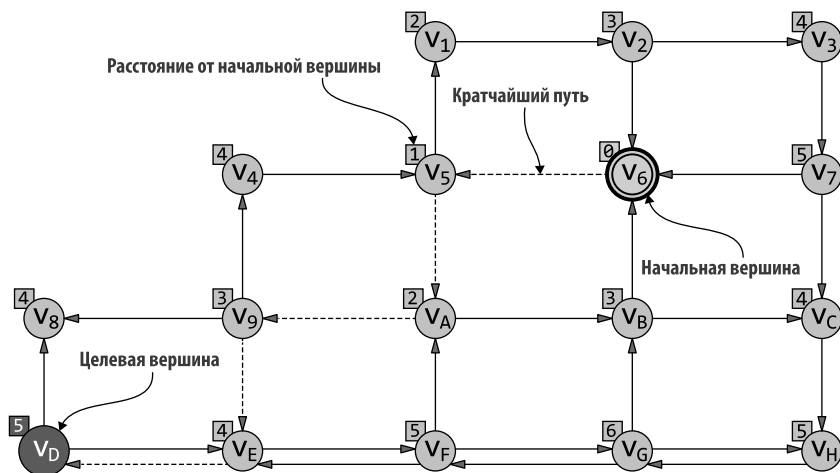 2 V1 3 V2 4 V3
Расстояние от начальной вершины
Кратчайший путь
4 V4 1 V5 0 V6 5 V7
Начальная вершина
4 V8 3 V9 2 VA 3 VB 4 VC
Целевая вершина
5 VD 4 VE 5 VF 6 VG 5 VH